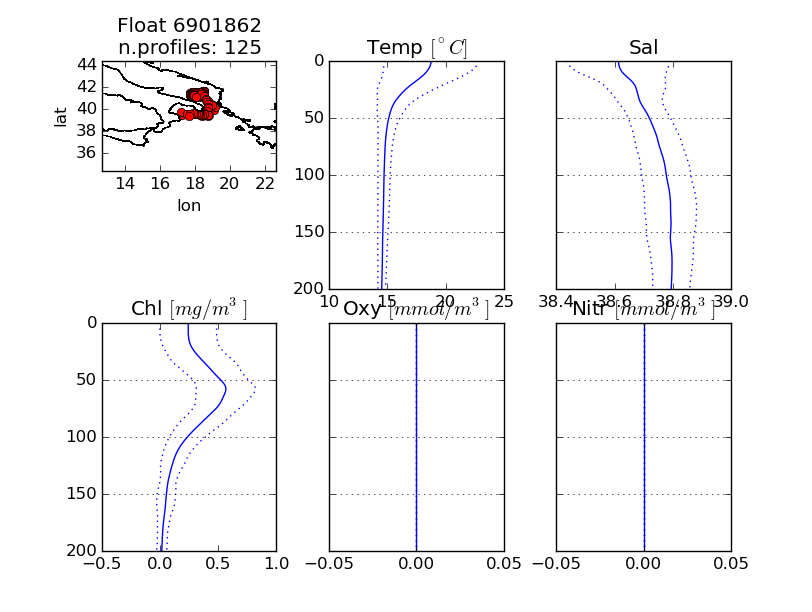 Float 6901862
n.profiles: 125
lat
44
42
40
38
36
14 16 18 20 22
lon
Temp [°C]
0
50
100
150
200
10 15 20 25
Sal
38.4 38.6 38.8 39.0
Chl [mg/m³]
0
50
100
150
200
−0.5 0.0 0.5 1.0
Oxy [mmol/m³]
−0.05 0.00 0.05
Nitr [mmol/m³]
−0.05 0.00 0.05